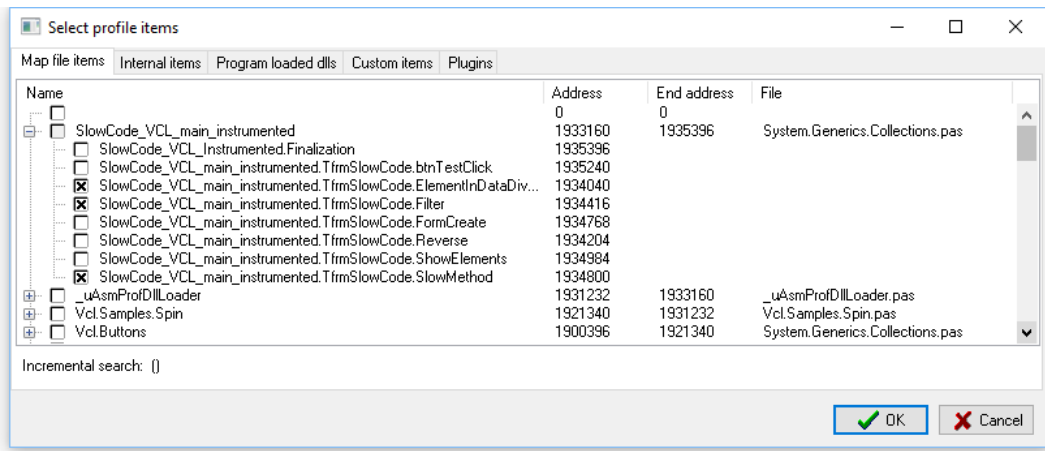 Select profile items
Map file items Internal items Program loaded dlls Custom items Plugins
Name Address End address File
0 0
SlowCode_VCL_main_instrumented 1933160 1935396 System.Generics.Collections.pas
SlowCode_VCL_Instrumented.Finalization 1935396
SlowCode_VCL_main_instrumented.TfrmSlowCode.btnTestClick 1935240
SlowCode_VCL_main_instrumented.TfrmSlowCode.ElementInDataDiv... 1934040
SlowCode_VCL_main_instrumented.TfrmSlowCode.Filter 1934416
SlowCode_VCL_main_instrumented.TfrmSlowCode.FormCreate 1934768
SlowCode_VCL_main_instrumented.TfrmSlowCode.Reverse 1934204
SlowCode_VCL_main_instrumented.TfrmSlowCode.ShowElements 1934984
SlowCode_VCL_main_instrumented.TfrmSlowCode.SlowMethod 1934800
_uAsmProfDllLoader 1931232 1933160 _uAsmProfDllLoader.pas
Vcl.Samples.Spin 1921340 1931232 Vcl.Samples.Spin.pas
Vcl.Buttons 1900396 1921340 System.Generics.Collections.pas
Incremental search: ()
OK Cancel